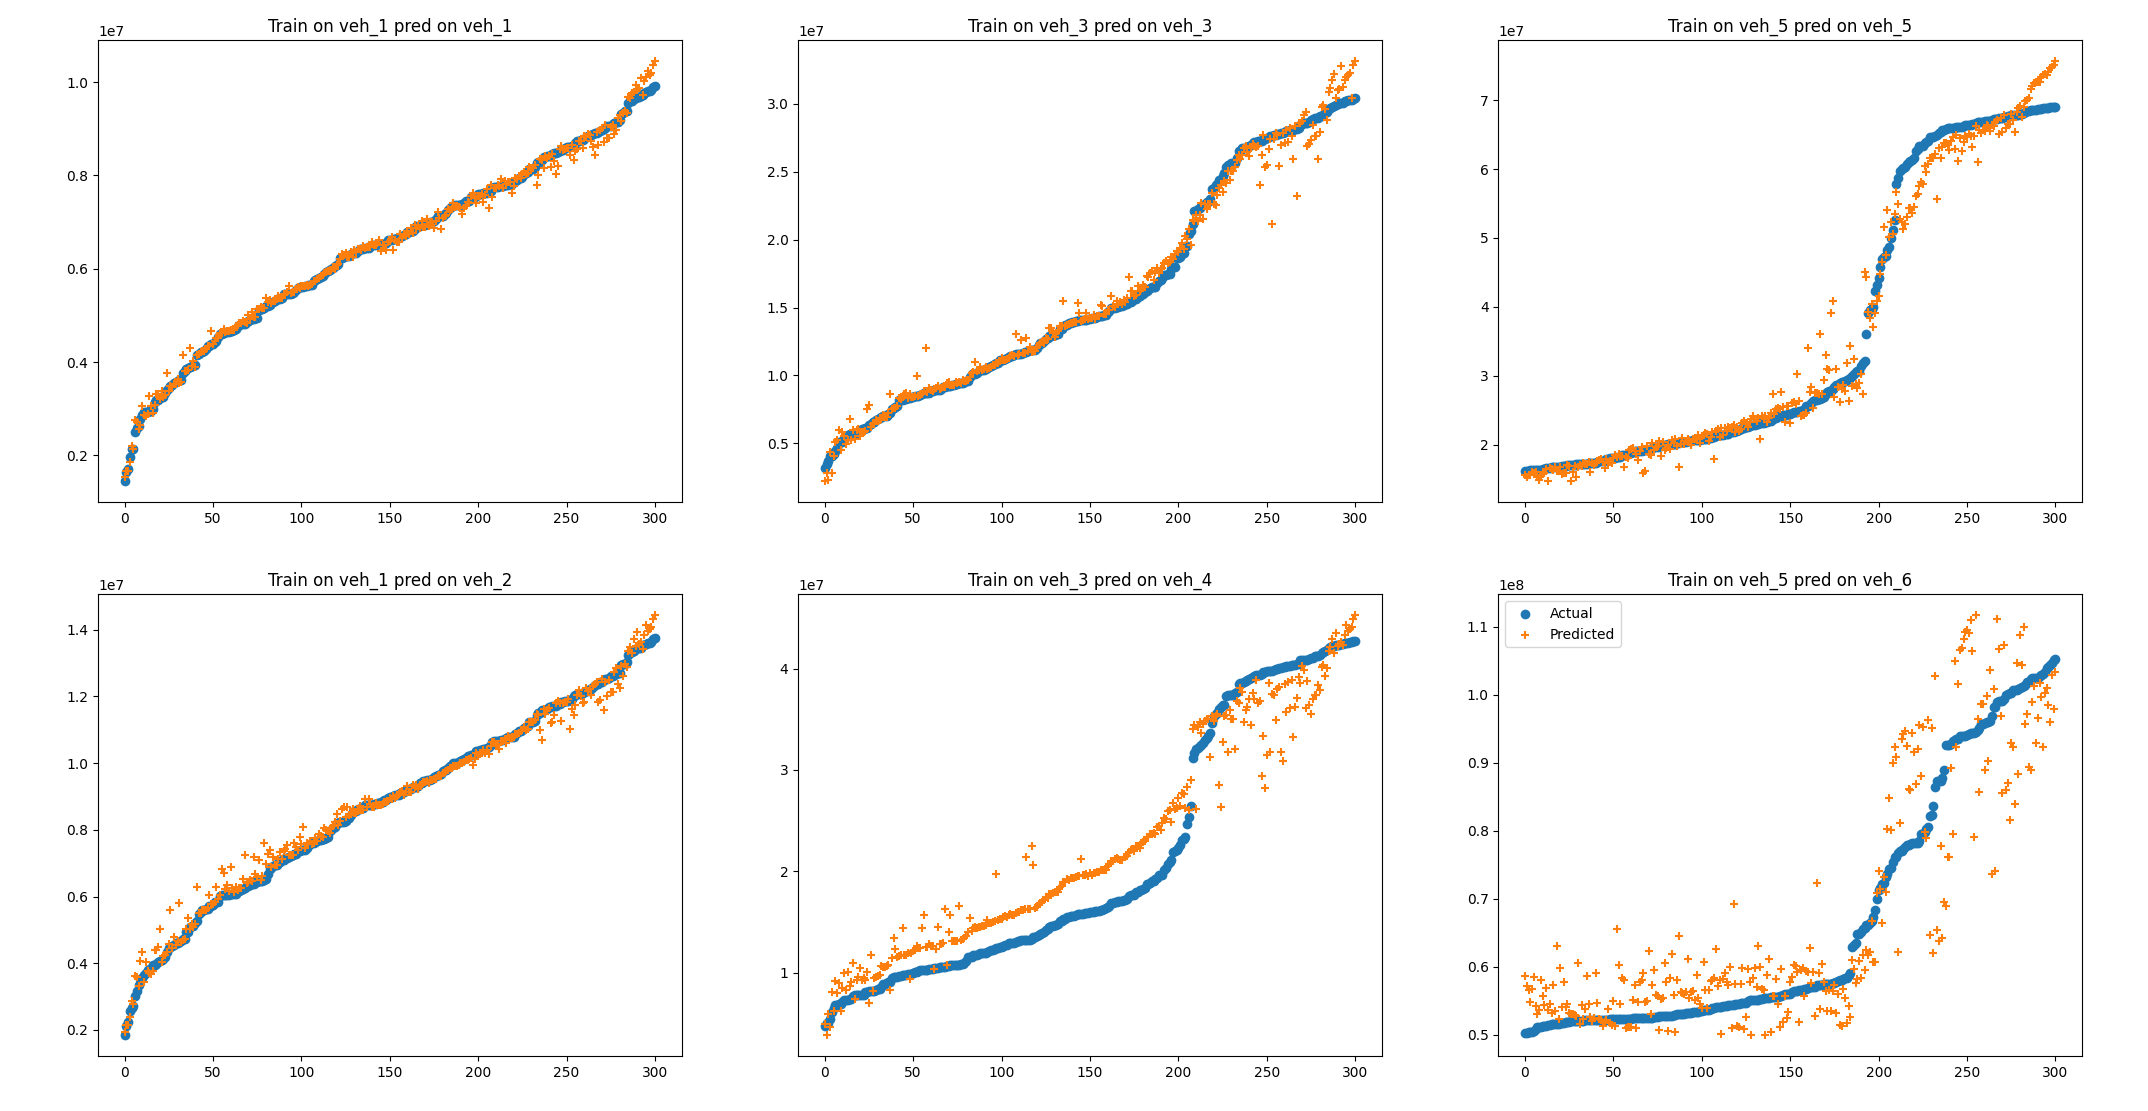 Train on veh_1 pred on veh_1
1e7
1.0
0.8
0.6
0.4
0.2
0 50 100 150 200 250 300
Train on veh_3 pred on veh_3
1e7
3.0
2.5
2.0
1.5
1.0
0.5
0 50 100 150 200 250 300
Train on veh_5 pred on veh_5
1e7
7
6
5
4
3
2
0 50 100 150 200 250 300
Train on veh_1 pred on veh_2
1e7
1.4
1.2
1.0
0.8
0.6
0.4
0.2
0 50 100 150 200 250 300
Train on veh_3 pred on veh_4
1e7
4
3
2
1
0 50 100 150 200 250 300
Train on veh_5 pred on veh_6
1e8
Actual
Predicted
1.1
1.0
0.9
0.8
0.7
0.6
0.5
0 50 100 150 200 250 300